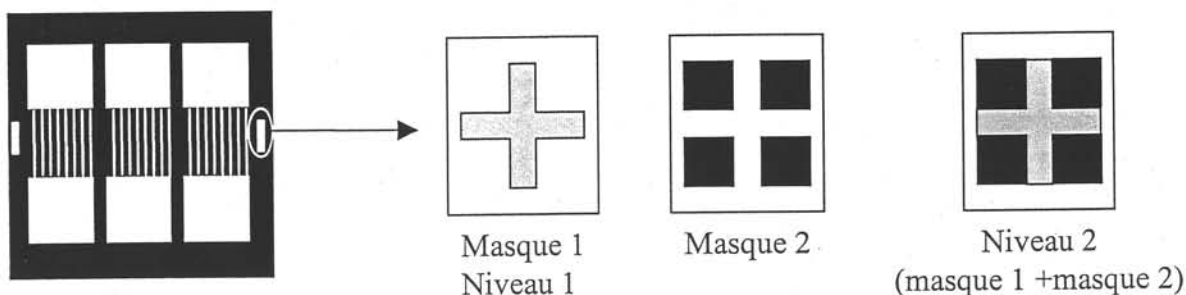 Masque 1
Niveau 1
Masque 2
Niveau 2
(masque 1 +masque 2)